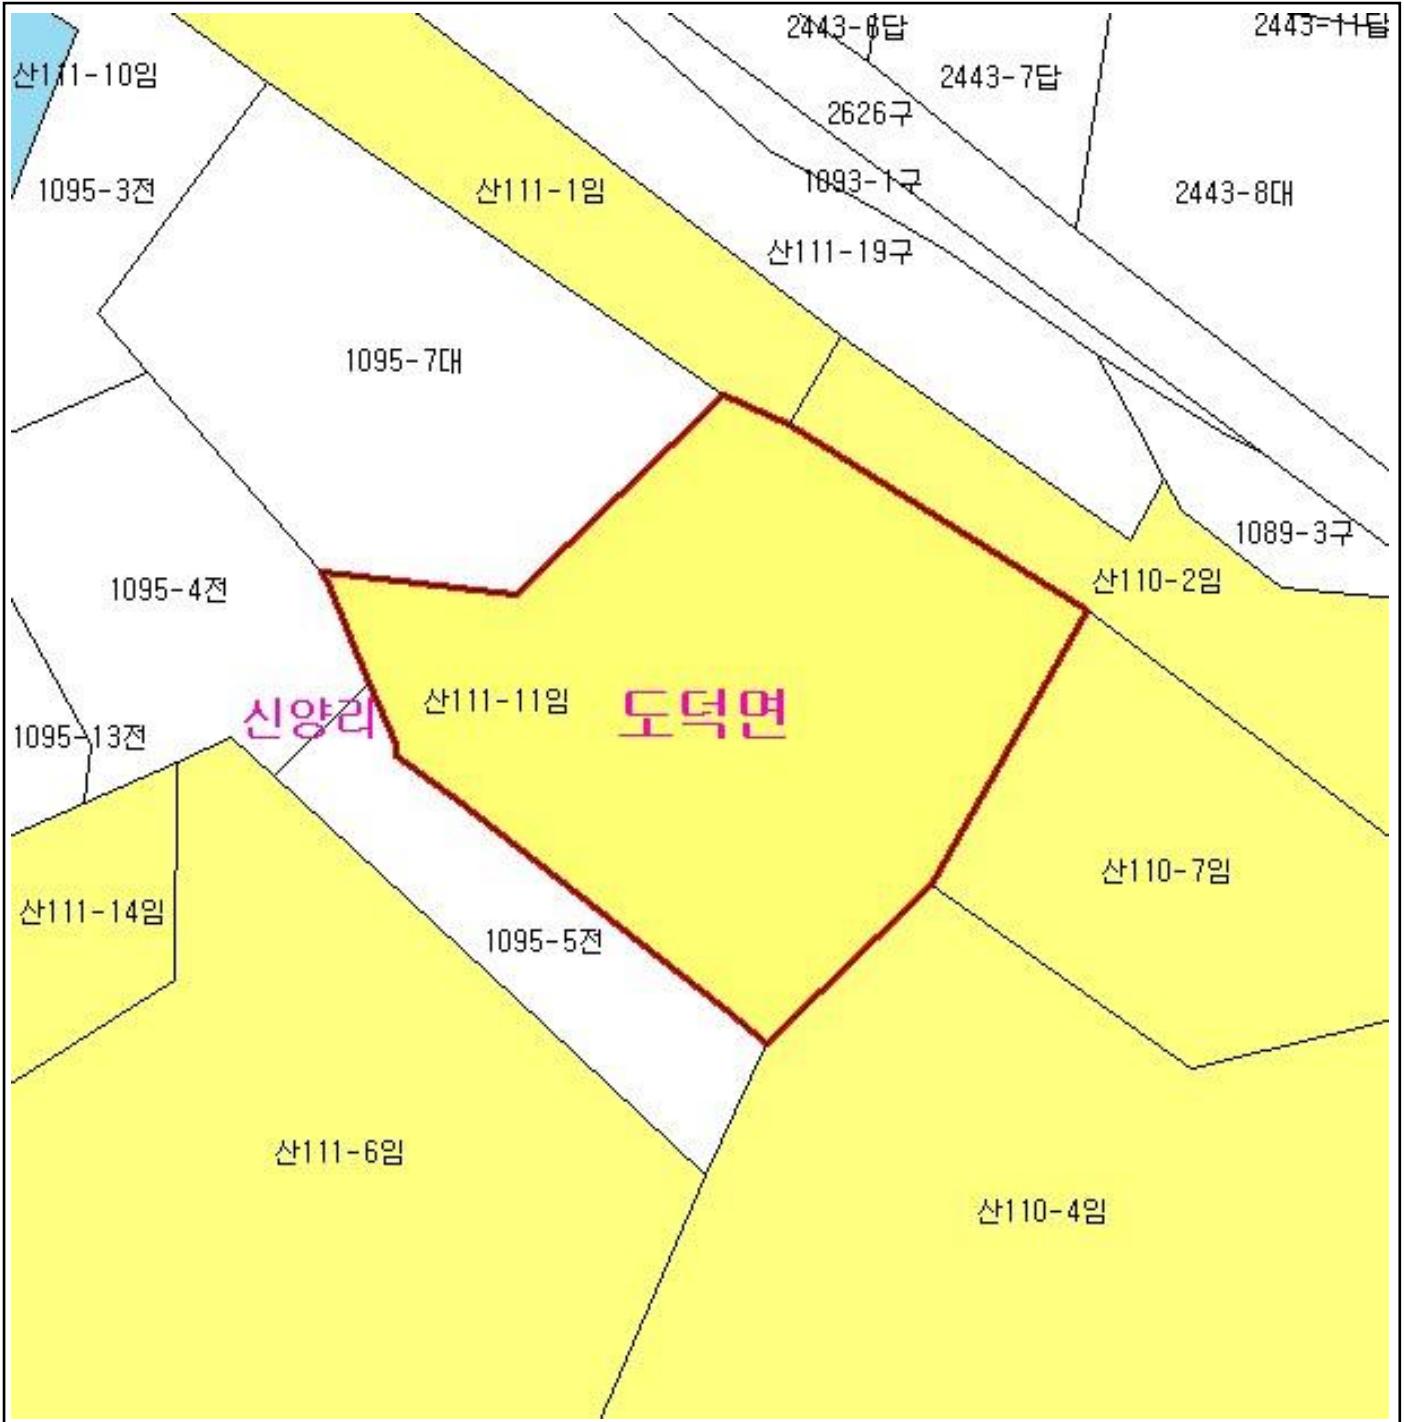 2443-6답
2443-11답
산111-10임
2443-7답
2626구
1095-3전
산111-1임
1093-1구
2443-8대
산111-19구
1095-7대
1089-3구
1095-4전
산110-2임
산111-11임
도덕면
신양리
1095-13전
산110-7임
산111-14임
1095-5전
산111-6임
산110-4임